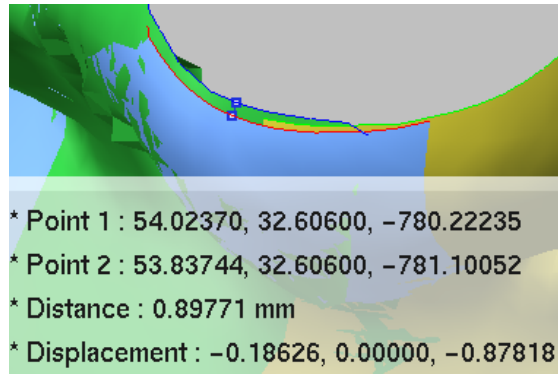 * Point 1 : 54.02370, 32.60600, −780.22235
* Point 2 : 53.83744, 32.60600, −781.10052
* Distance : 0.89771 mm
* Displacement : −0.18626, 0.00000, −0.87818